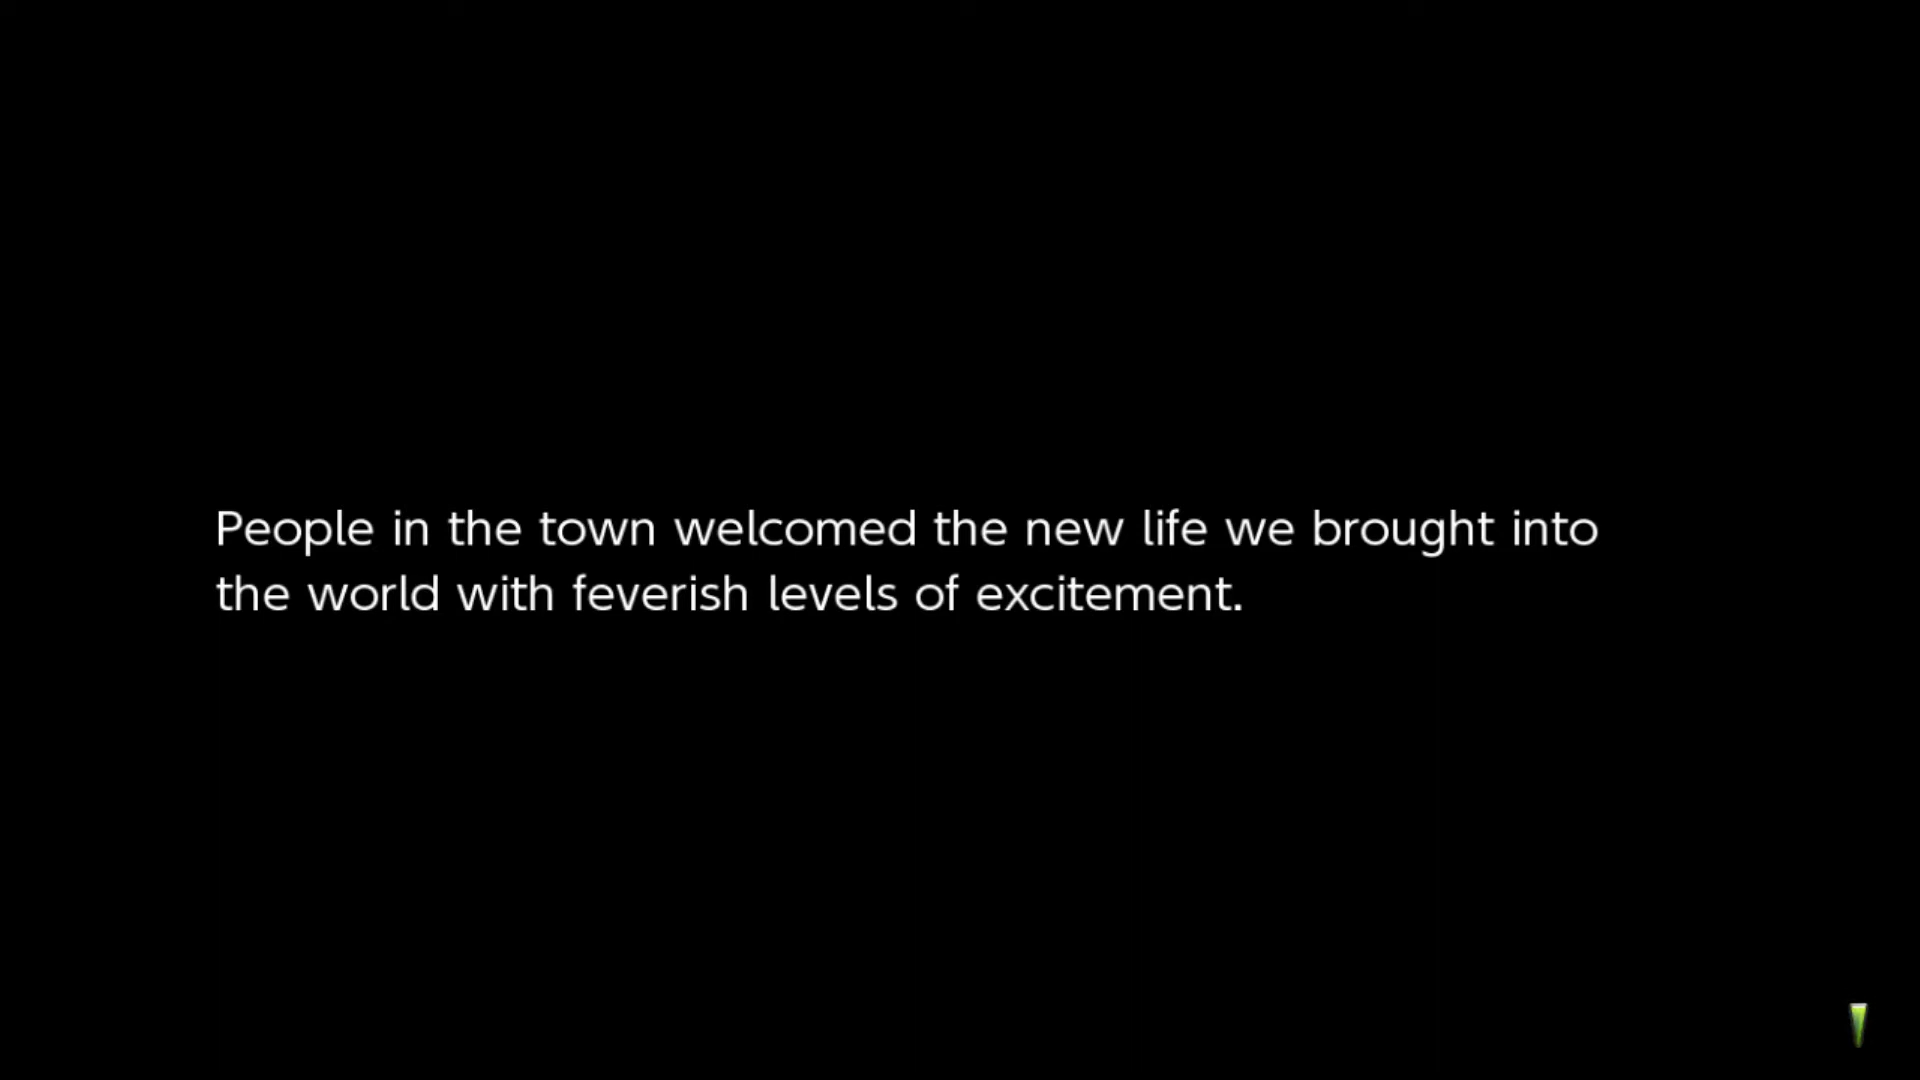 People in the town welcomed the new life we brought into
the world with feverish levels of excitement.